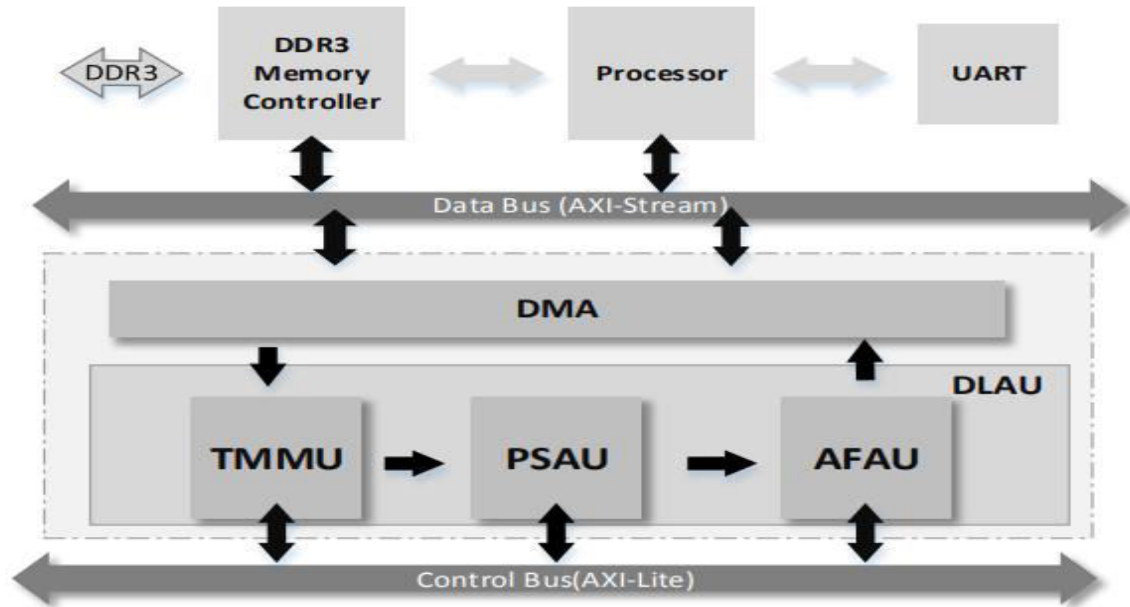 DDR3
DDR3
Memory
Controller
Processor
UART
Data Bus (AXI-Stream)
DMA
DLAU
TMMU
PSAU
AFAU
Control Bus(AXI-Lite)